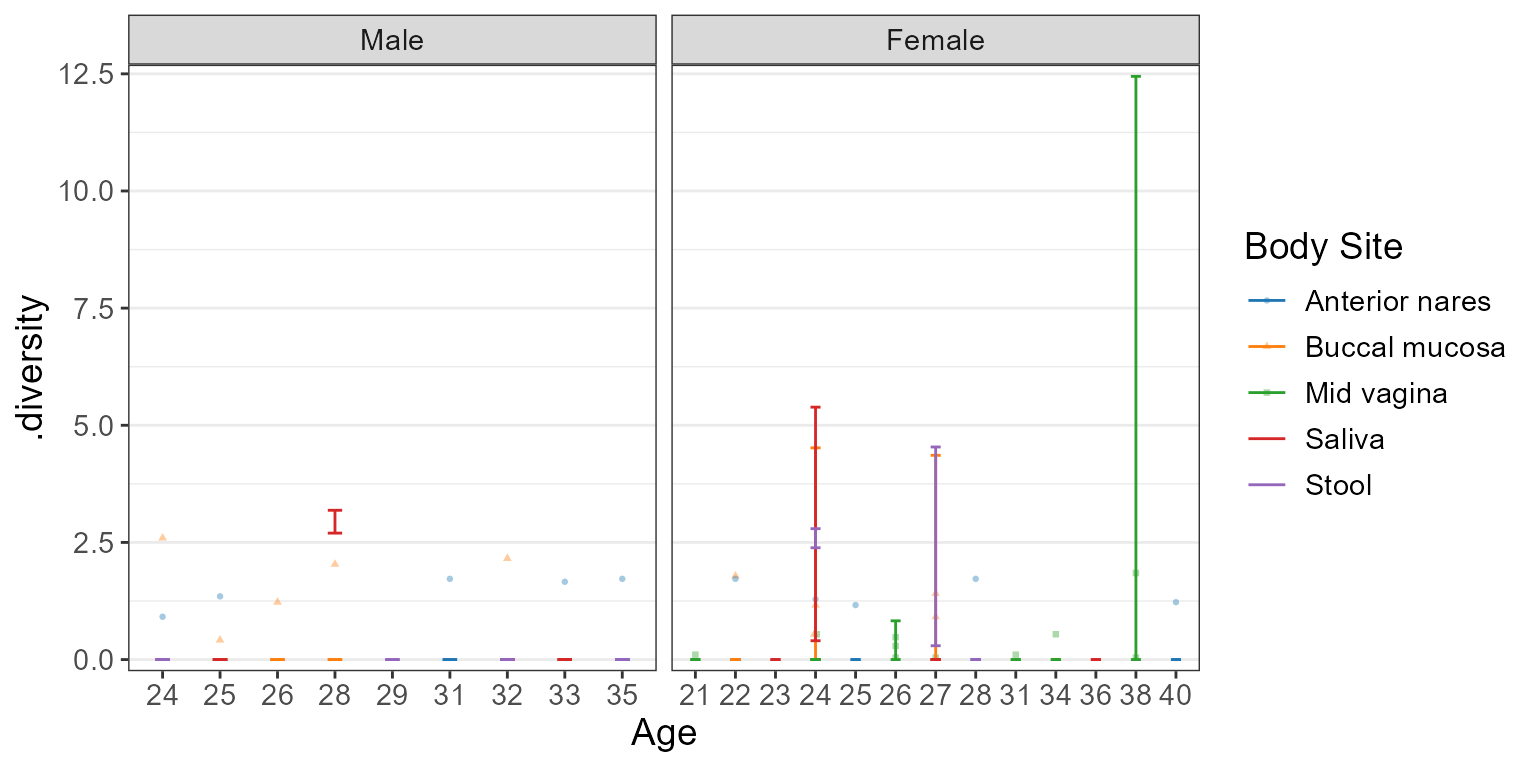 Male
Female
12.5
10.0
7.5
5.0
2.5
0.0
.diversity
24 25 26 28 29 31 32 33 35
21 22 23 24 25 26 27 28 31 34 36 38 40
Age
Body Site
Anterior nares
Buccal mucosa
Mid vagina
Saliva
Stool